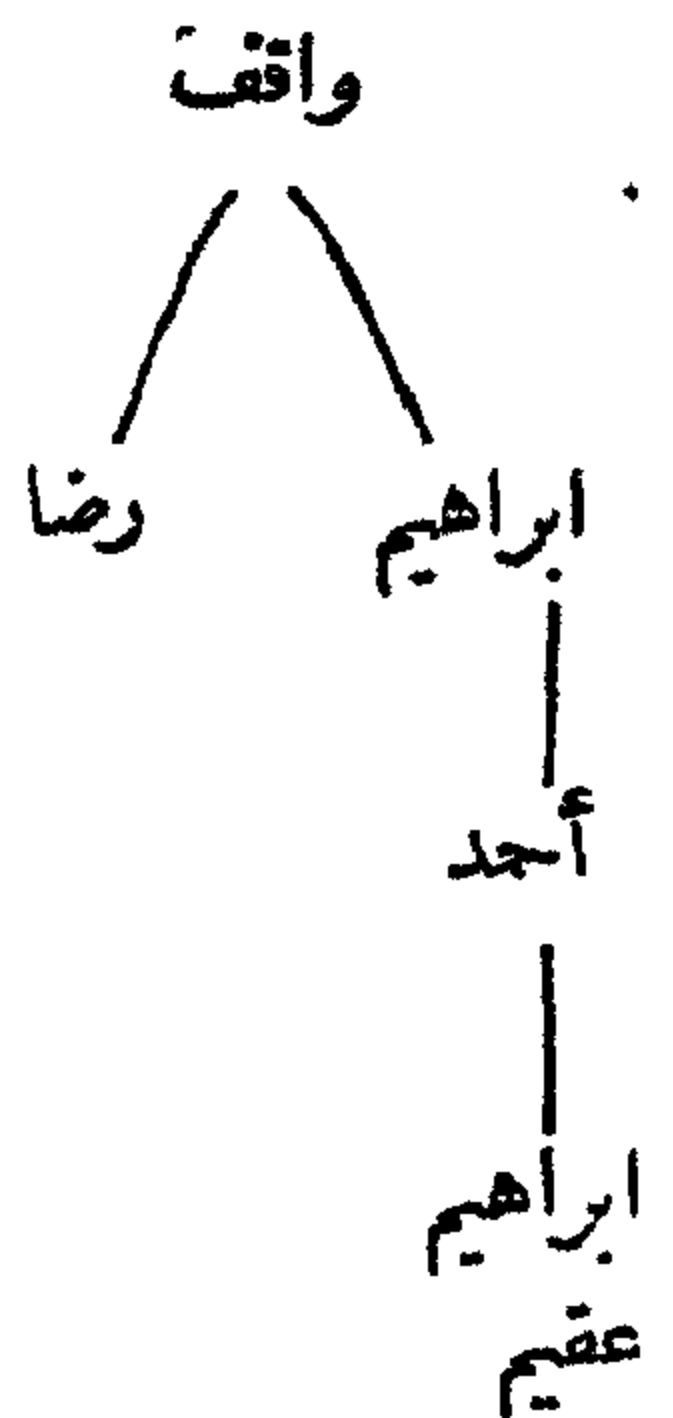 واقف
ابراهيم رضا
أحمد
ابراهيم
عقيم